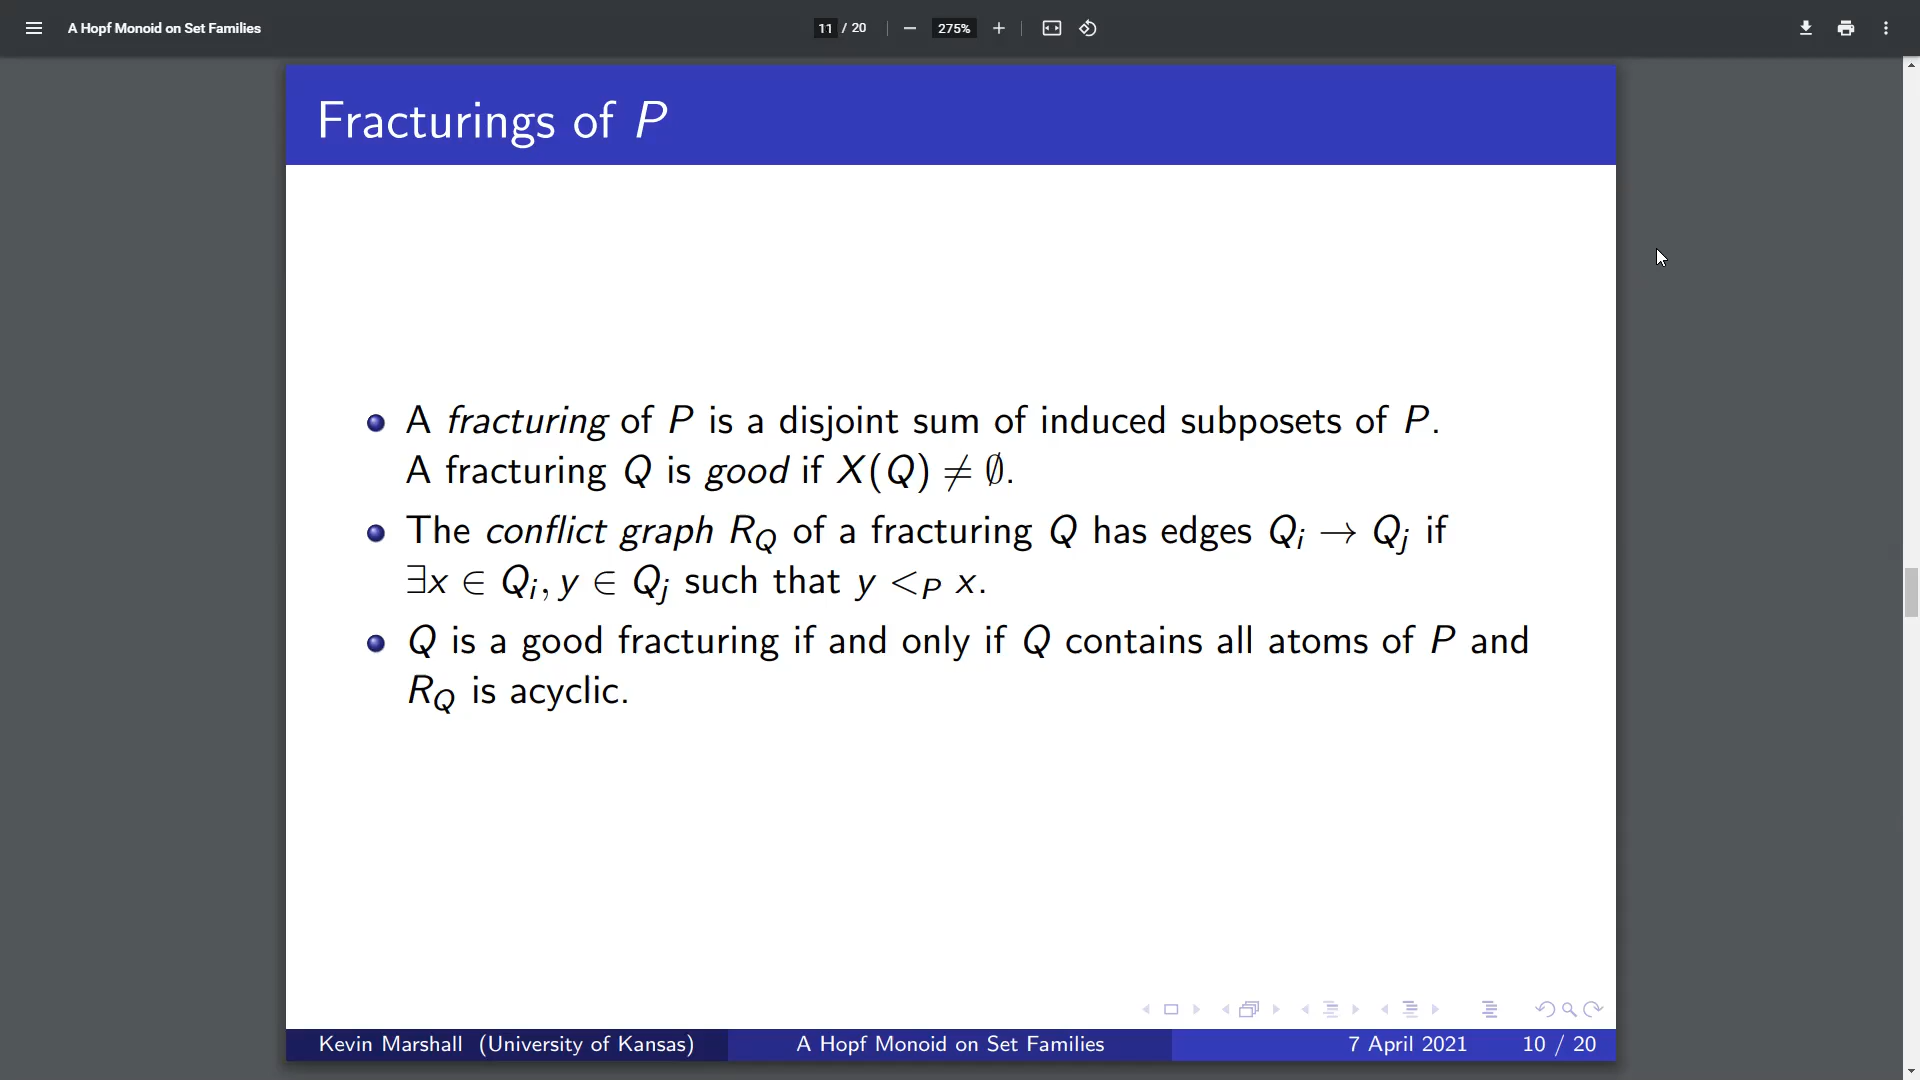 A Hopf Monoid on Set Families
11 / 20
275%
Fracturings of P
A fracturing of P is a disjoint sum of induced subposets of P.
A fracturing Q is good if X(Q) ≠ ∅.
The conflict graph R_Q of a fracturing Q has edges Q_i → Q_j if
∃x ∈ Q_i, y ∈ Q_j such that y <_P x.
Q is a good fracturing if and only if Q contains all atoms of P and
R_Q is acyclic.
Kevin Marshall (University of Kansas) A Hopf Monoid on Set Families 7 April 2021 10 / 20